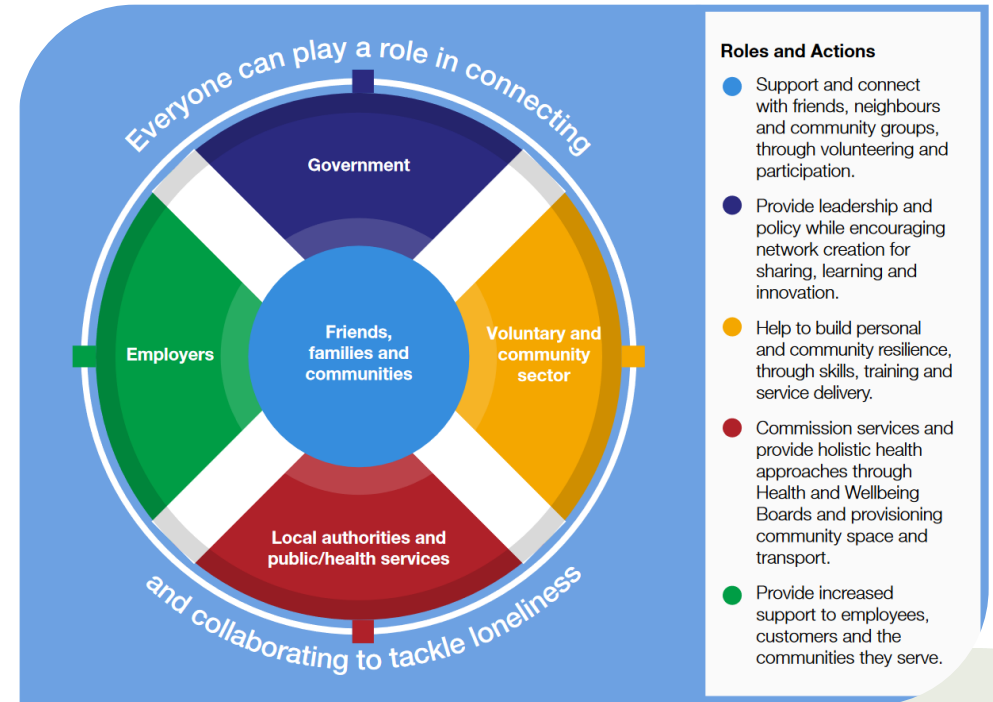 Everyone can play a role in connecting
Government
Employers
Friends,
families and
communities
Voluntary and
community
sector
Local authorities and
public/health services
and collaborating to tackle loneliness
Roles and Actions
Support and connect
with friends, neighbours
and community groups,
through volunteering and
participation.
Provide leadership and
policy while encouraging
network creation for
sharing, learning and
innovation.
Help to build personal
and community resilience,
through skills, training and
service delivery.
Commission services and
provide holistic health
approaches through
Health and Wellbeing
Boards and provisioning
community space and
transport.
Provide increased
support to employees,
customers and the
communities they serve.